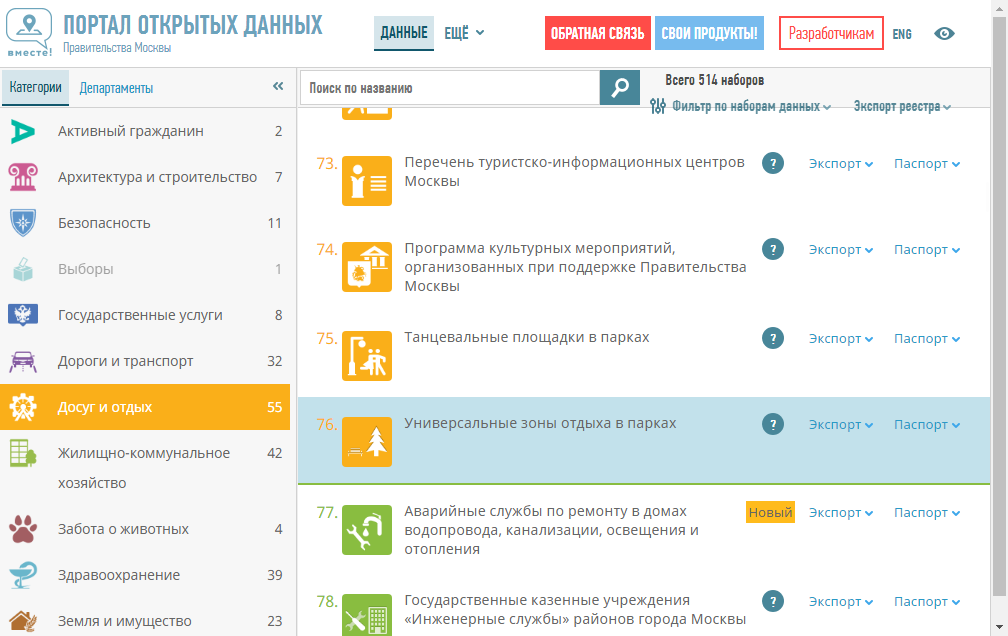 вместе!
ПОРТАЛ ОТКРЫТЫХ ДАННЫХ
Правительства Москвы
ДАННЫЕ
ЕЩЁ
ОБРАТНАЯ СВЯЗЬ
СВОИ ПРОДУКТЫ!
Разработчикам
ENG
Категории
Департаменты
«
Поиск по названию
Всего 514 наборов
Фильтр по наборам данных
Экспорт реестра
Активный гражданин 2
Архитектура и строительство 7
Безопасность 11
Выборы 1
Государственные услуги 8
Дороги и транспорт 32
Досуг и отдых 55
Жилищно-коммунальное 42
хозяйство
Забота о животных 4
Здравоохранение 39
Земля и имущество 23
73. Перечень туристско-информационных центров ? Экспорт Паспорт
Москвы
74. Программа культурных мероприятий, ? Экспорт Паспорт
организованных при поддержке Правительства
Москвы
75. Танцевальные площадки в парках ? Экспорт Паспорт
76. Универсальные зоны отдыха в парках ? Экспорт Паспорт
77. Аварийные службы по ремонту в домах Новый Экспорт Паспорт
водопровода, канализации, освещения и
отопления
78. Государственные казенные учреждения ? Экспорт Паспорт
«Инженерные службы» районов города Москвы